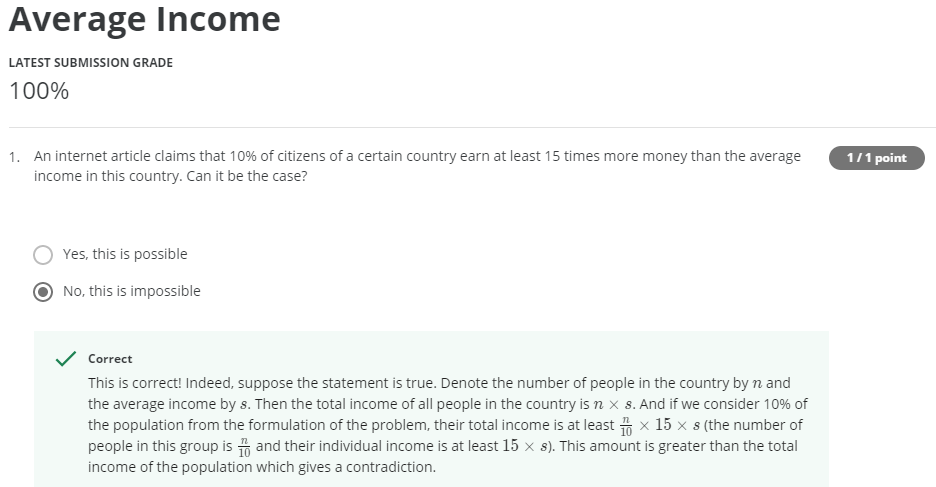 Average Income
LATEST SUBMISSION GRADE
100%
1. An internet article claims that 10% of citizens of a certain country earn at least 15 times more money than the average
1 / 1 point
income in this country. Can it be the case?
Yes, this is possible
No, this is impossible
Correct
This is correct! Indeed, suppose the statement is true. Denote the number of people in the country by n and
the average income by s. Then the total income of all people in the country is n × s. And if we consider 10% of
the population from the formulation of the problem, their total income is at least n/10 × 15 × s (the number of
people in this group is n/10 and their individual income is at least 15 × s). This amount is greater than the total
income of the population which gives a contradiction.